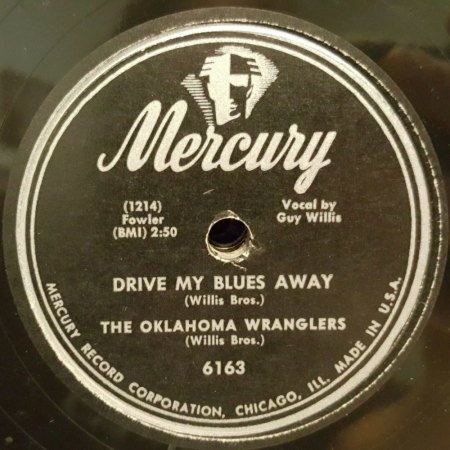 Mercury
(1214)
Fowler
(BMI) 2:50
Vocal by
Guy Willis
DRIVE MY BLUES AWAY
(Willis Bros.)
THE OKLAHOMA WRANGLERS
(Willis Bros.)
6163
MERCURY RECORD CORPORATION, CHICAGO, ILL. MADE IN U.S.A.